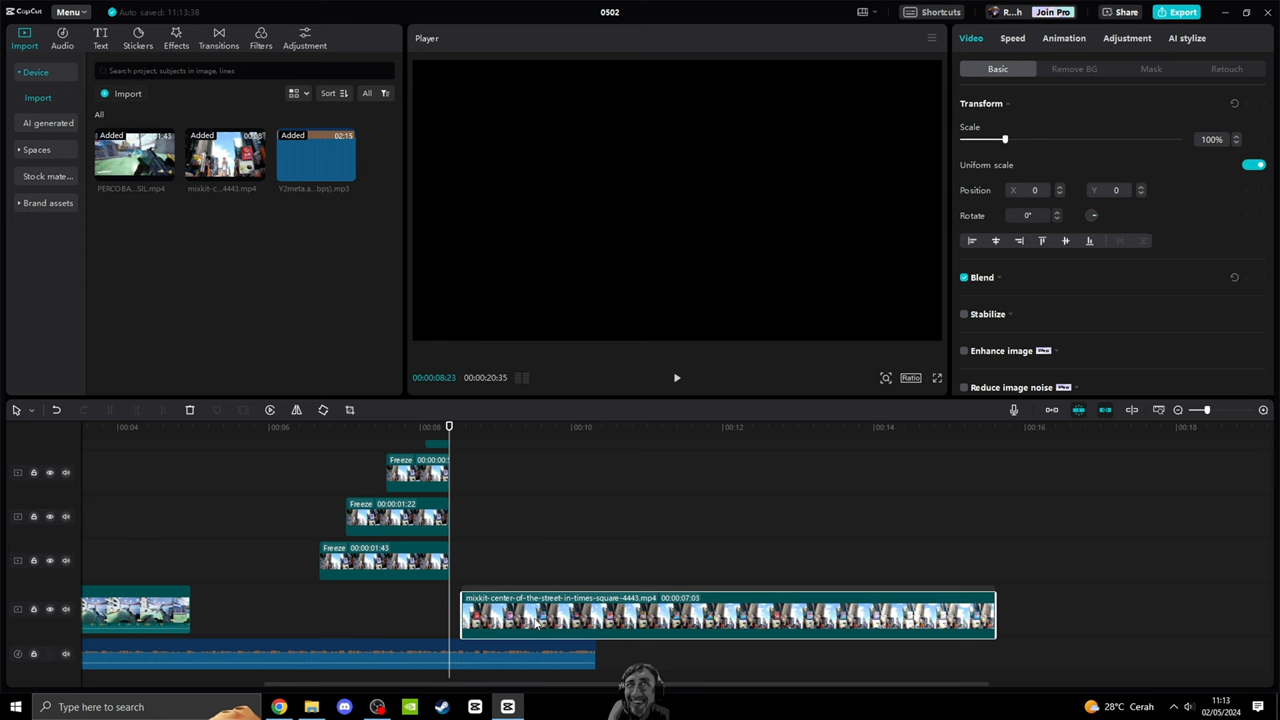 CapCut
Menu
Auto saved: 11:13:38
0502
Shortcuts
R...h
Join Pro
Share
Export
Import
Audio
Text
Stickers
Effects
Transitions
Filters
Adjustment
Device
Import
AI generated
Spaces
Stock mate...
Brand assets
Search project, subjects in image, lines
Import
Sort
All
All
Added
Added
Added
02:15
PERCOBA...SIL.mp4
mixkit-c...4443.mp4
Y2meta.a...bps).mp3
Player
00:00:08:23
00:00:20:35
Ratio
Video
Speed
Animation
Adjustment
AI stylize
Basic
Remove BG
Mask
Retouch
Transform
Scale
100%
Uniform scale
Position
X
0
Y
0
Rotate
0°
Blend
Stabilize
Enhance image
Pro
Reduce image noise
Pro
00:04
00:06
00:08
00:10
00:12
00:14
00:16
00:18
Freeze
Freeze 00:00:01:22
Freeze 00:00:01:43
mixkit-center-of-the-street-in-times-square-4443.mp4 00:00:07:03
Type here to search
28°C Cerah
11:13
02/05/2024